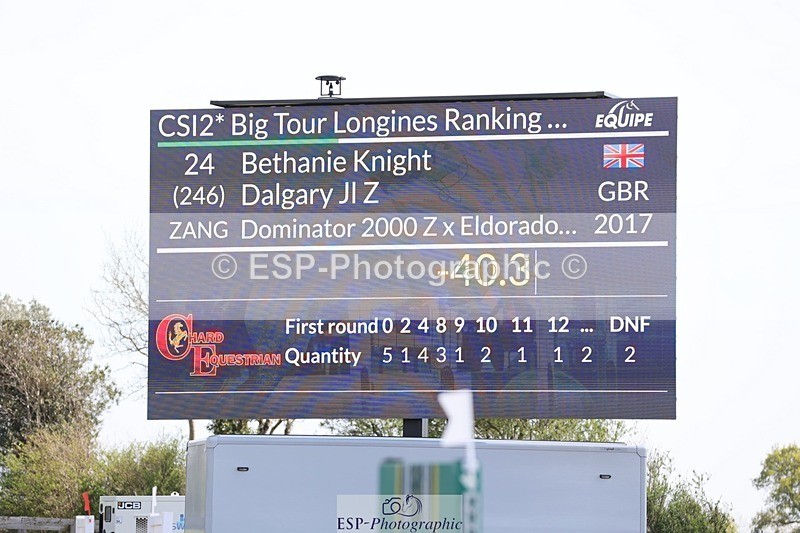 CSI2* Big Tour Longines Ranking ... EQUIPE
24 Bethanie Knight
(246) Dalgary Jl Z GBR
ZANG Dominator 2000 Z x Eldorado... 2017
-40.3
© ESP-Photographic ©
First round 0 2 4 8 9 10 11 12 ... DNF
CHARD EQUESTRIAN Quantity 5 1 4 3 1 2 1 1 2 2
JCB
ESP-Photographic